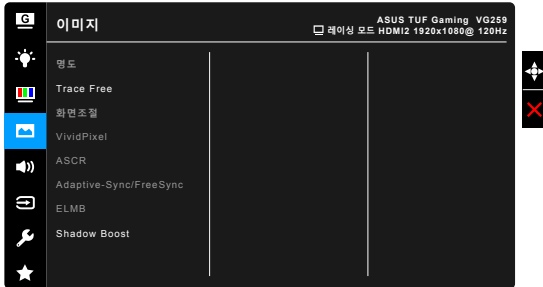 G
이미지
ASUS TUF Gaming VG259
레이싱 모드 HDMI2 1920x1080@ 120Hz
명도
Trace Free
화면조절
VividPixel
ASCR
Adaptive-Sync/FreeSync
ELMB
Shadow Boost